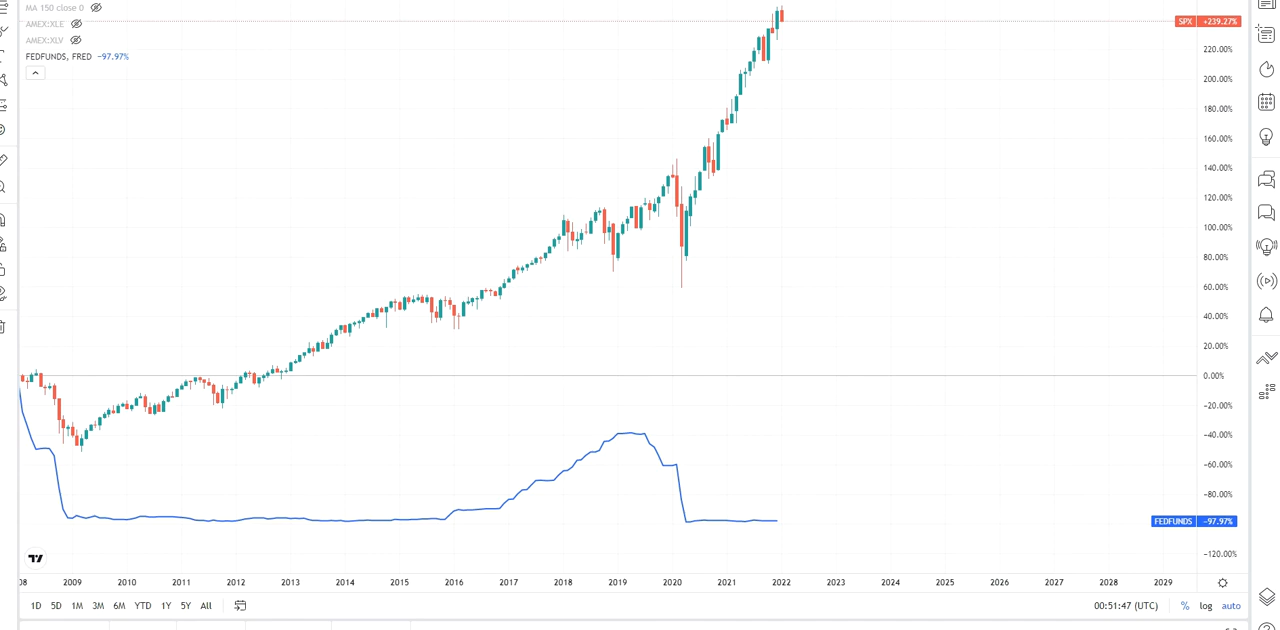 MA 150 close 0
AMEX:XLE
AMEX:XLV
FEDFUNDS, FRED −97.97%
SPX +239.27%
220.00%
200.00%
180.00%
160.00%
140.00%
120.00%
100.00%
80.00%
60.00%
40.00%
20.00%
0.00%
−20.00%
−40.00%
−60.00%
−80.00%
FEDFUNDS −97.97%
−120.00%
08 2009 2010 2011 2012 2013 2014 2015 2016 2017 2018 2019 2020 2021 2022 2023 2024 2025 2026 2027 2028 2029
1D 5D 1M 3M 6M YTD 1Y 5Y All 00:51:47 (UTC) % log auto